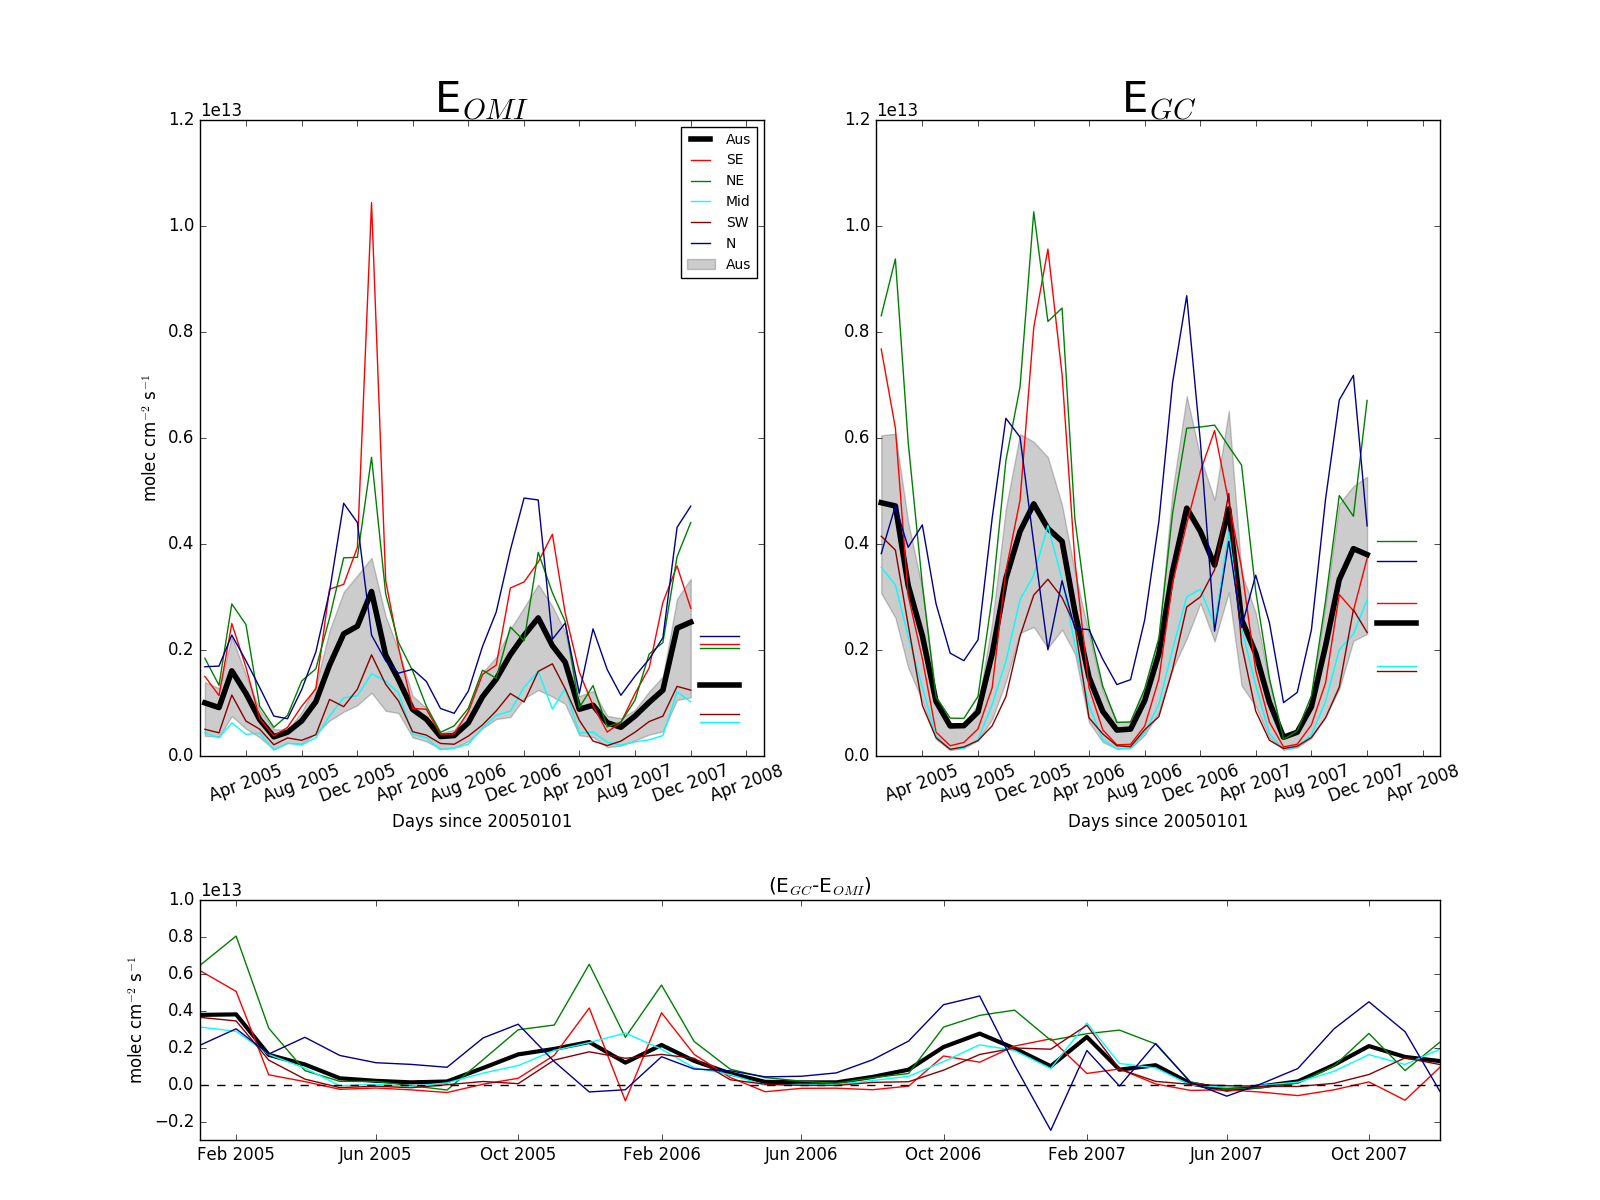 E_OMI
1e13
1.2
1.0
0.8
0.6
0.4
0.2
0.0
molec cm⁻² s⁻¹
Aus
SE
NE
Mid
SW
N
Aus
Apr 2005 Aug 2005 Dec 2005 Apr 2006 Aug 2006 Dec 2006 Apr 2007 Aug 2007 Dec 2007 Apr 2008
Days since 20050101
E_GC
1e13
1.2
1.0
0.8
0.6
0.4
0.2
0.0
Apr 2005 Aug 2005 Dec 2005 Apr 2006 Aug 2006 Dec 2006 Apr 2007 Aug 2007 Dec 2007 Apr 2008
Days since 20050101
(E_GC-E_OMI)
1e13
1.0
0.8
0.6
0.4
0.2
0.0
−0.2
molec cm⁻² s⁻¹
Feb 2005 Jun 2005 Oct 2005 Feb 2006 Jun 2006 Oct 2006 Feb 2007 Jun 2007 Oct 2007